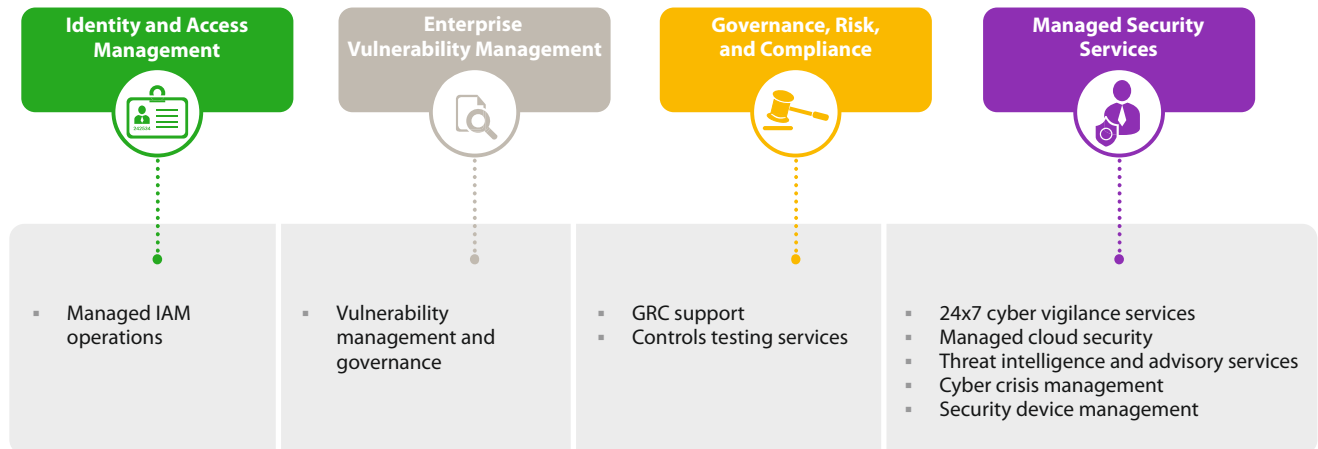 Identity and Access
Management
Enterprise
Vulnerability Management
Governance, Risk,
and Compliance
Managed Security
Services
242534
▪ Managed IAM
operations
▪ Vulnerability
management and
governance
▪ GRC support
▪ Controls testing services
▪ 24x7 cyber vigilance services
▪ Managed cloud security
▪ Threat intelligence and advisory services
▪ Cyber crisis management
▪ Security device management